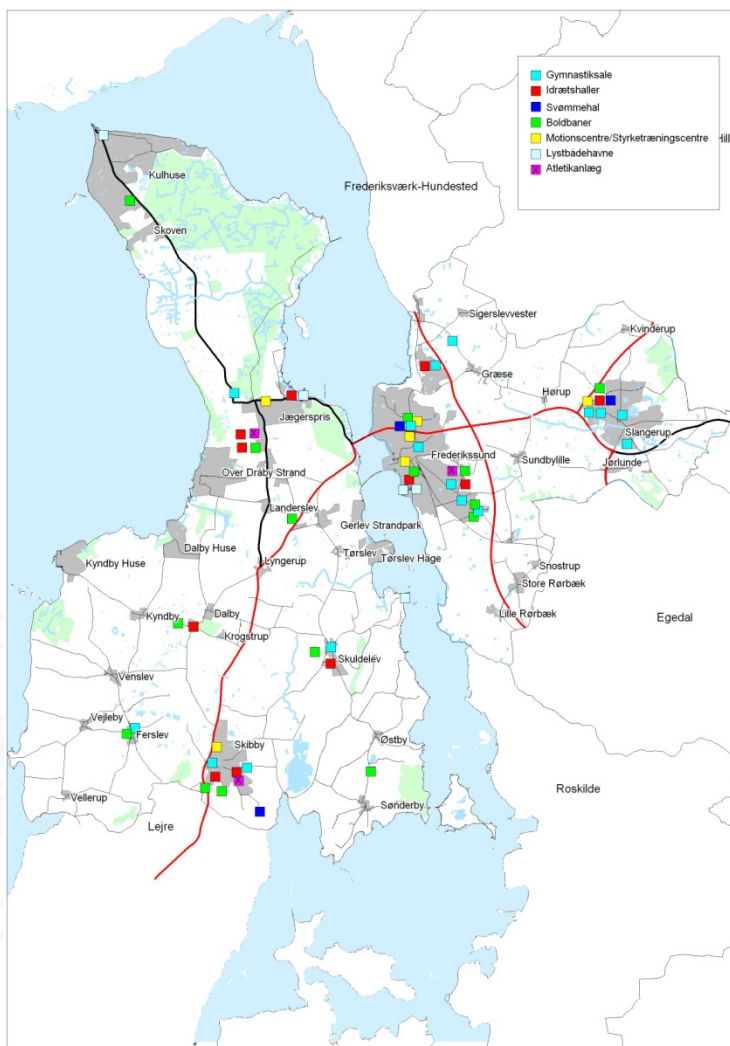 Gymnastiksale
Idrætshaller
Svømmehal
Boldbaner
Motionscentre/Styrketræningscentre
Hill
Lystbådehavne
X Atletikanlæg
Kulhuse
Frederiksværk-Hundested
Skoven
Sigerslevvester
Kvinderup
Græse
Hørup
Jægerspris
Slangerup
X
Frederikssund
Sundbylille
Jørlunde
Over Draby Strand
X
Landerslev
Gerlev Strandpark
Dalby Huse
Tørslev
Tørslev Hage
Kyndby Huse
Lyngerup
Snostrup
Store Rørbæk
Kyndby
Dalby
Lille Rørbæk
Egedal
Krogstrup
Skuldelev
Venslev
Vejleby
Ferslev
Skibby
Østby
X
Roskilde
Vellerup
Sønderby
Lejre